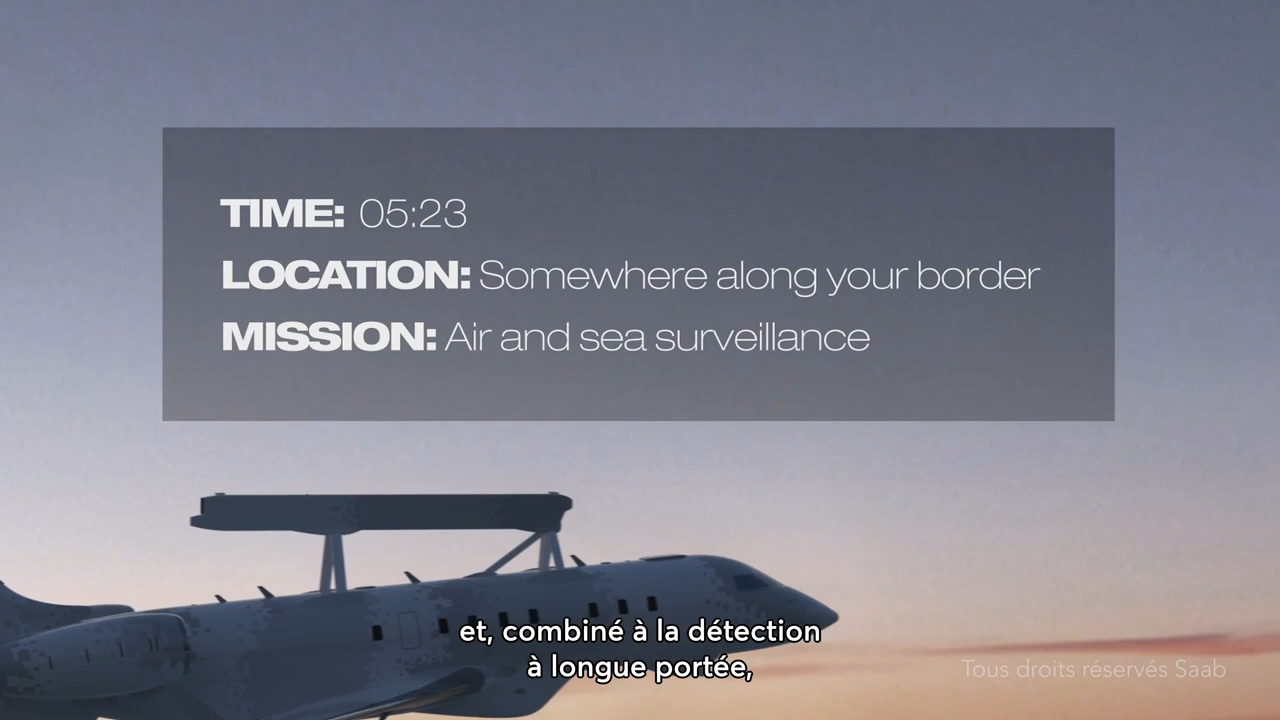 TIME: 05:23
LOCATION: Somewhere along your border
MISSION: Air and sea surveillance
et, combiné à la détection
à longue portée,
Tous droits réservés Saab